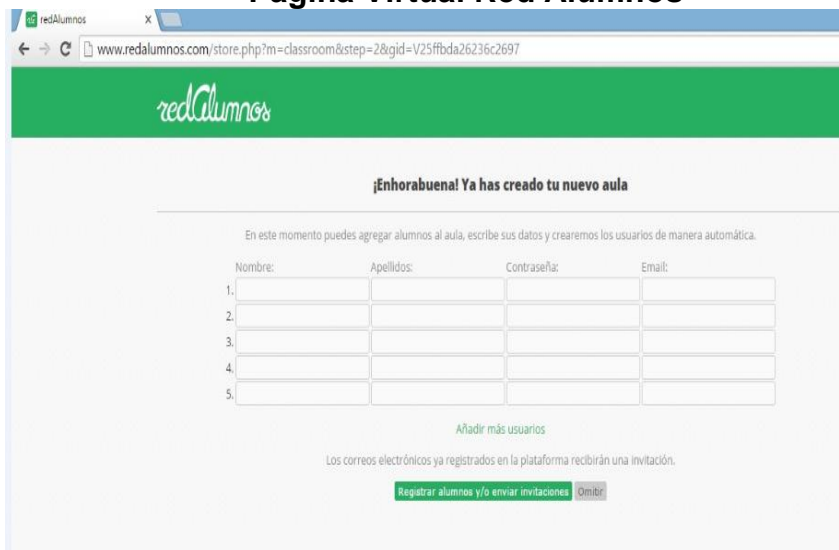 Página Virtual Red Alumnos
redAlumnos x
www.redalumnos.com/store.php?m=classroom&step=2&gid=V25ffbda26236c2697
redAlumnos
¡Enhorabuena! Ya has creado tu nuevo aula
En este momento puedes agregar alumnos al aula, escribe sus datos y crearemos los usuarios de manera automática.
Nombre: Apellidos: Contraseña: Email:
1.
2.
3.
4.
5.
Añadir más usuarios
Los correos electrónicos ya registrados en la plataforma recibirán una invitación.
Registrar alumnos y/o enviar invitaciones Omitir